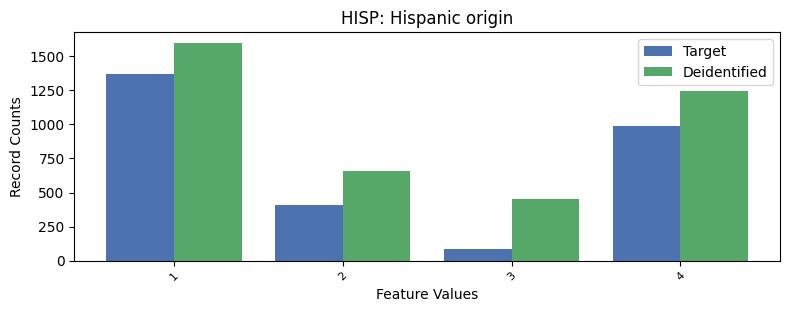 HISP: Hispanic origin
Target
Deidentified
Record Counts
1500
1250
1000
750
500
250
0
1
2
3
4
Feature Values